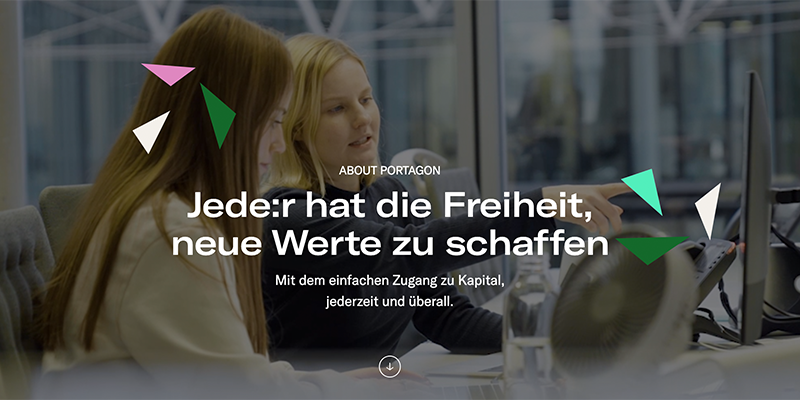 ABOUT PORTAGON
Jede:r hat die Freiheit,
neue Werte zu schaffen
Mit dem einfachen Zugang zu Kapital,
jederzeit und überall.